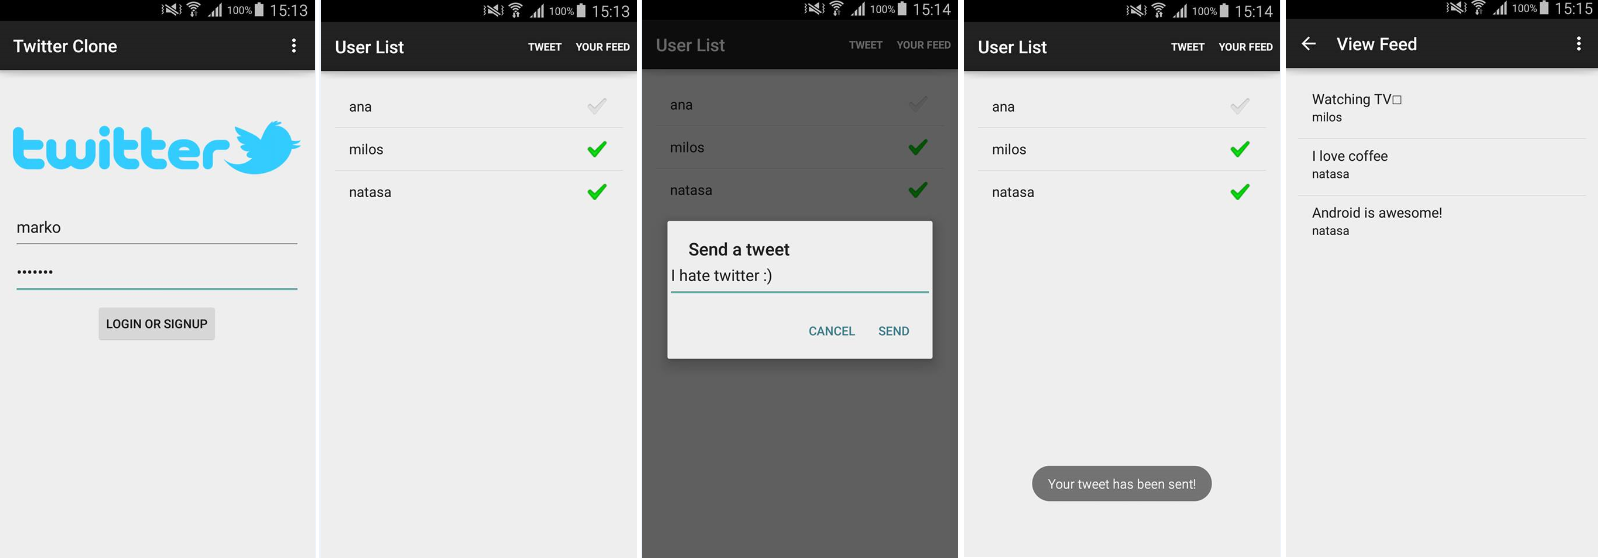 100% 15:13
Twitter Clone
twitter
marko
•••••••
LOGIN OR SIGNUP
100% 15:13
User List TWEET YOUR FEED
ana
milos
natasa
100% 15:14
User List TWEET YOUR FEED
ana
milos
natasa
Send a tweet
I hate twitter :)
CANCEL SEND
100% 15:14
User List TWEET YOUR FEED
ana
milos
natasa
Your tweet has been sent!
100% 15:15
View Feed
Watching TV□
milos
I love coffee
natasa
Android is awesome!
natasa